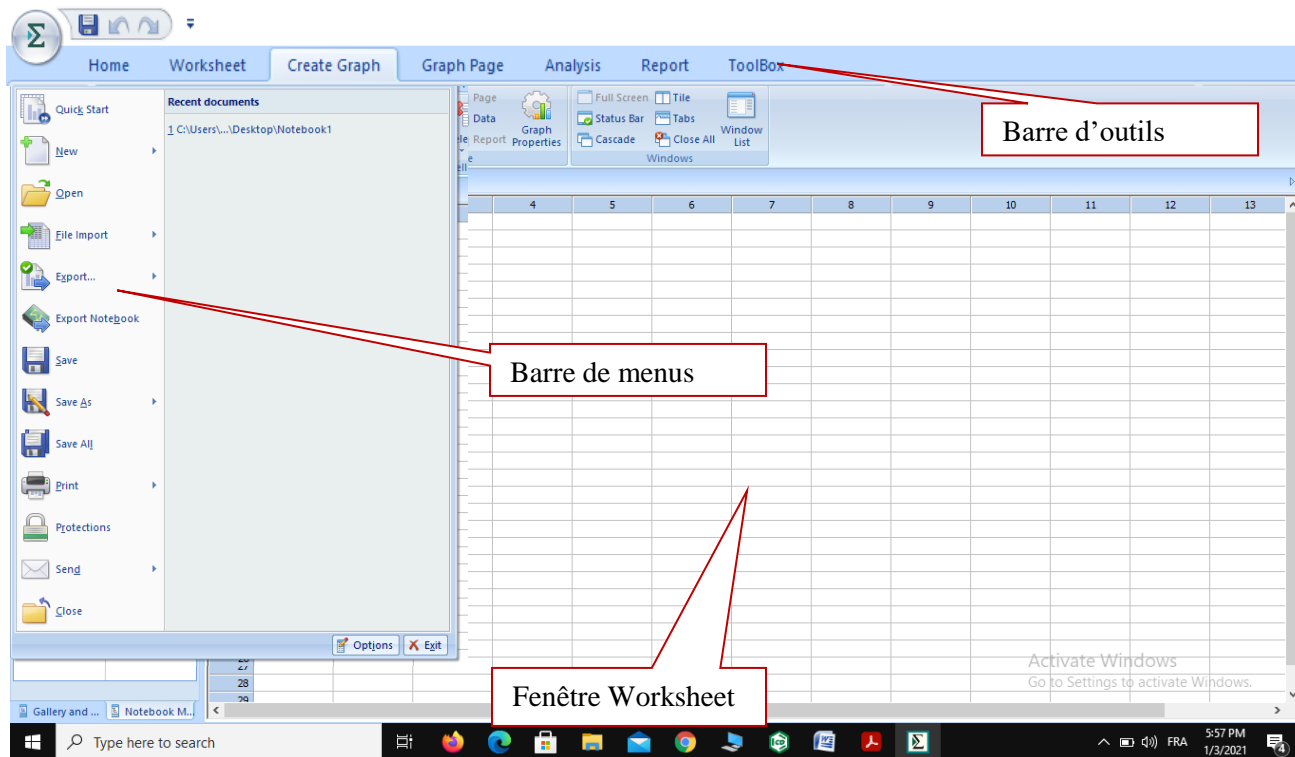 Home Worksheet Create Graph Graph Page Analysis Report ToolBox
Barre d'outils
Quick Start
New
Open
File Import
Export...
Export Notebook
Save
Save As
Save All
Print
Protections
Send
Close
Recent documents
1 C:\Users\...\Desktop\Notebook1
Options Exit
Page
Data
Report
Graph
Properties
Full Screen Tile
Status Bar Tabs
Cascade Close All
Window
List
Windows
4 5 6 7 8 9 10 11 12 13
Barre de menus
Fenêtre Worksheet
27
28
29
Activate Windows
Go to Settings to activate Windows.
Gallery and ... Notebook M...
Type here to search
FRA
5:57 PM
1/3/2021
4